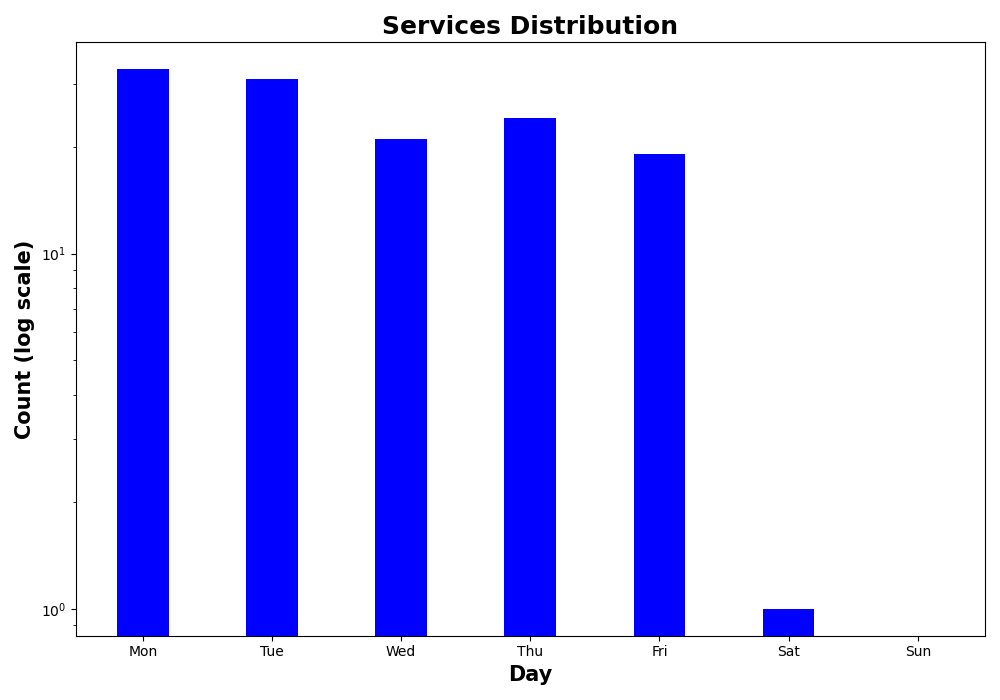 Services Distribution
Count (log scale)
10¹
10⁰
Mon Tue Wed Thu Fri Sat Sun
Day